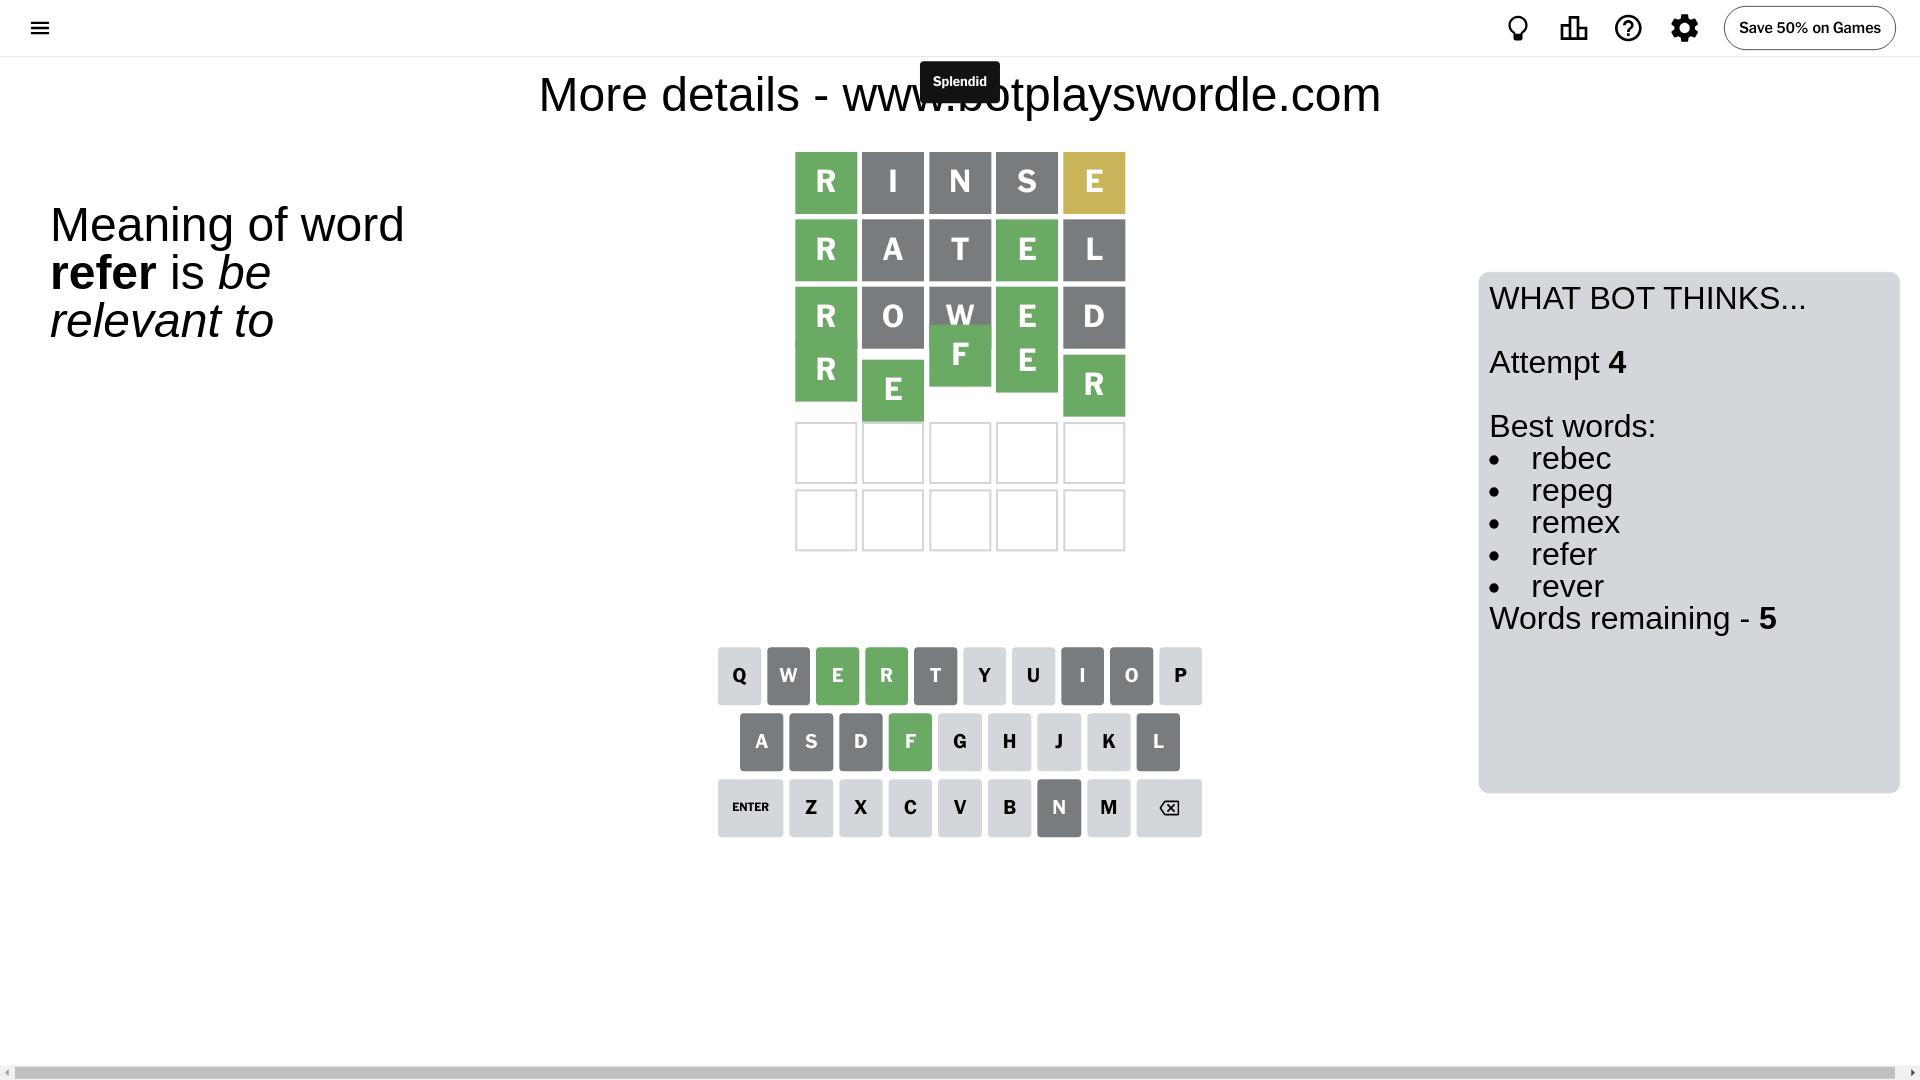 Save 50% on Games
Splendid
More details - www.botplayswordle.com
Meaning of word
refer is be
relevant to
R I N S E
R A T E L
R O W E D
R E F E R
WHAT BOT THINKS...
Attempt 4
Best words:
• rebec
• repeg
• remex
• refer
• rever
Words remaining - 5
Q W E R T Y U I O P
A S D F G H J K L
ENTER Z X C V B N M